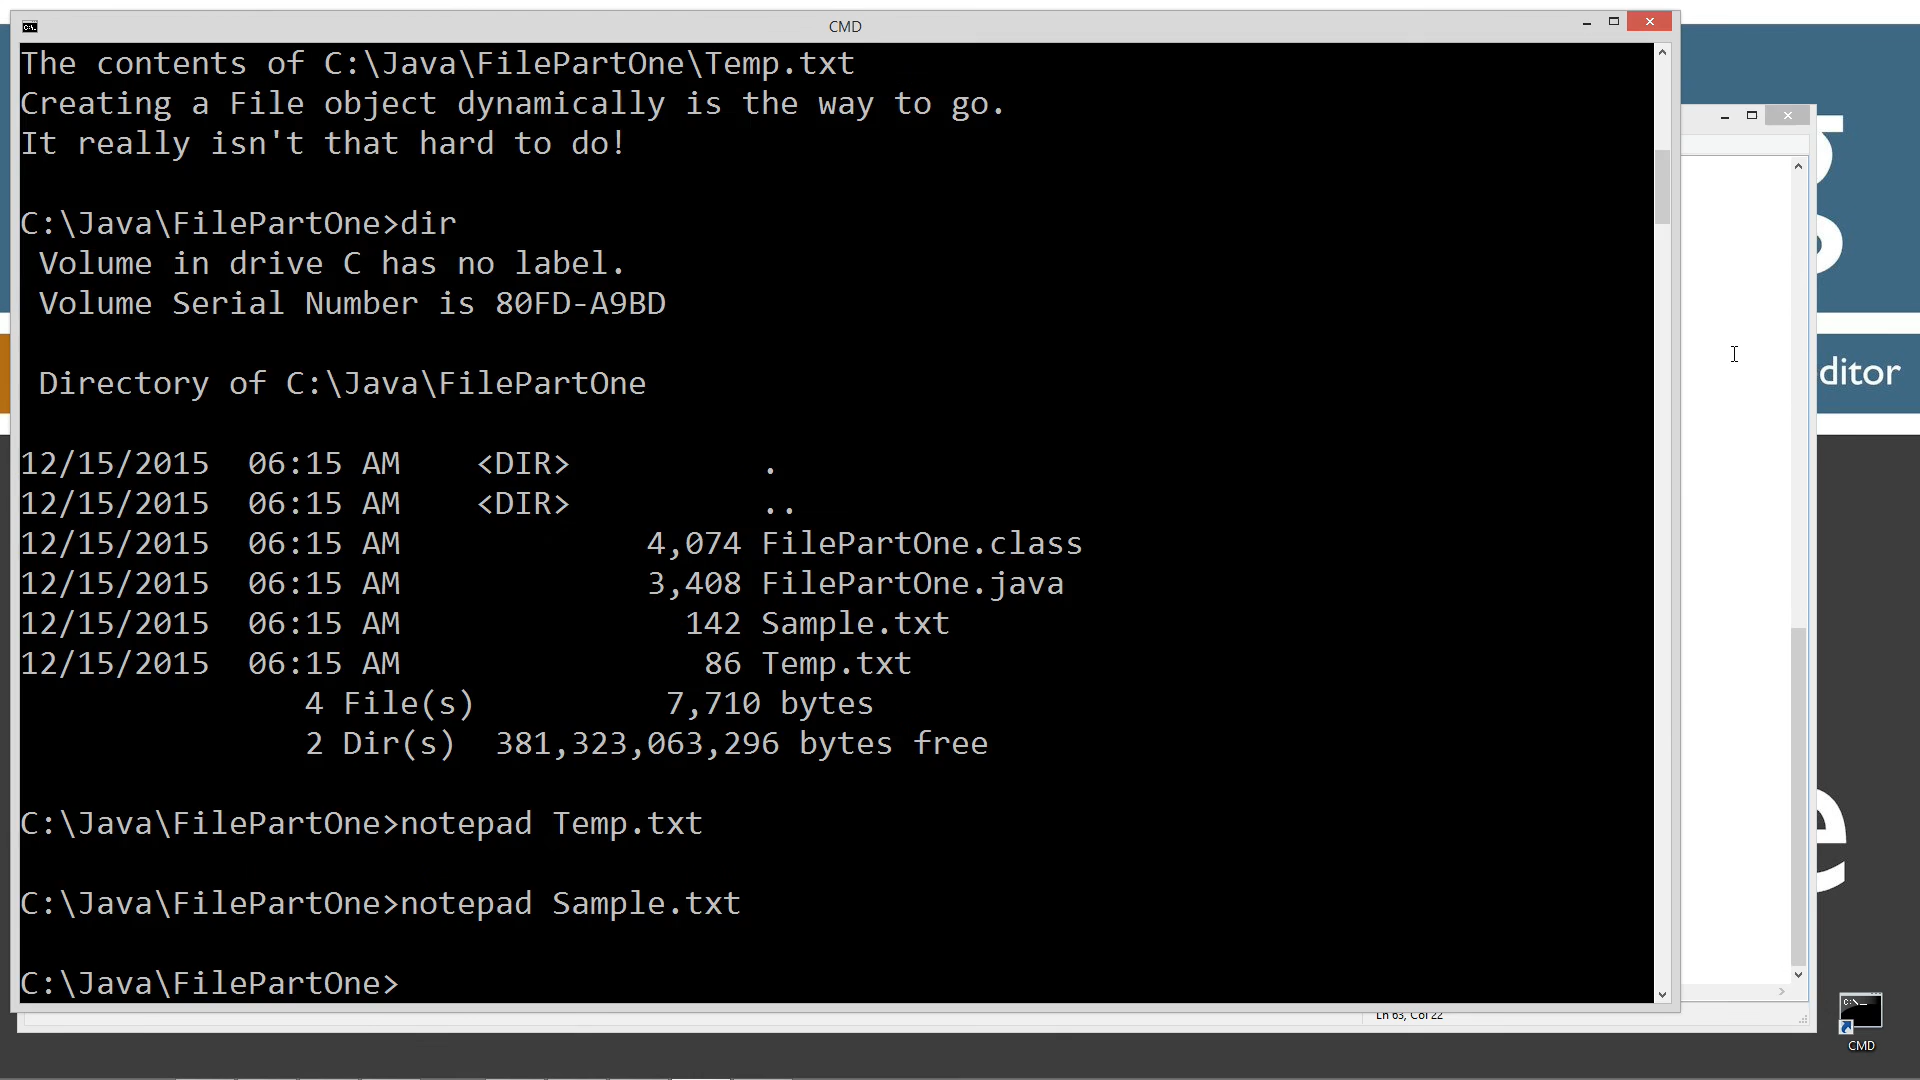 CMD
The contents of C:\Java\FilePartOne\Temp.txt
Creating a File object dynamically is the way to go.
It really isn't that hard to do!
C:\Java\FilePartOne>dir
Volume in drive C has no label.
Volume Serial Number is 80FD-A9BD
Directory of C:\Java\FilePartOne
12/15/2015 06:15 AM <DIR> .
12/15/2015 06:15 AM <DIR> ..
12/15/2015 06:15 AM 4,074 FilePartOne.class
12/15/2015 06:15 AM 3,408 FilePartOne.java
12/15/2015 06:15 AM 142 Sample.txt
12/15/2015 06:15 AM 86 Temp.txt
4 File(s) 7,710 bytes
2 Dir(s) 381,323,063,296 bytes free
C:\Java\FilePartOne>notepad Temp.txt
C:\Java\FilePartOne>notepad Sample.txt
C:\Java\FilePartOne>
ditor
e
Ln 63, Col 22
CMD